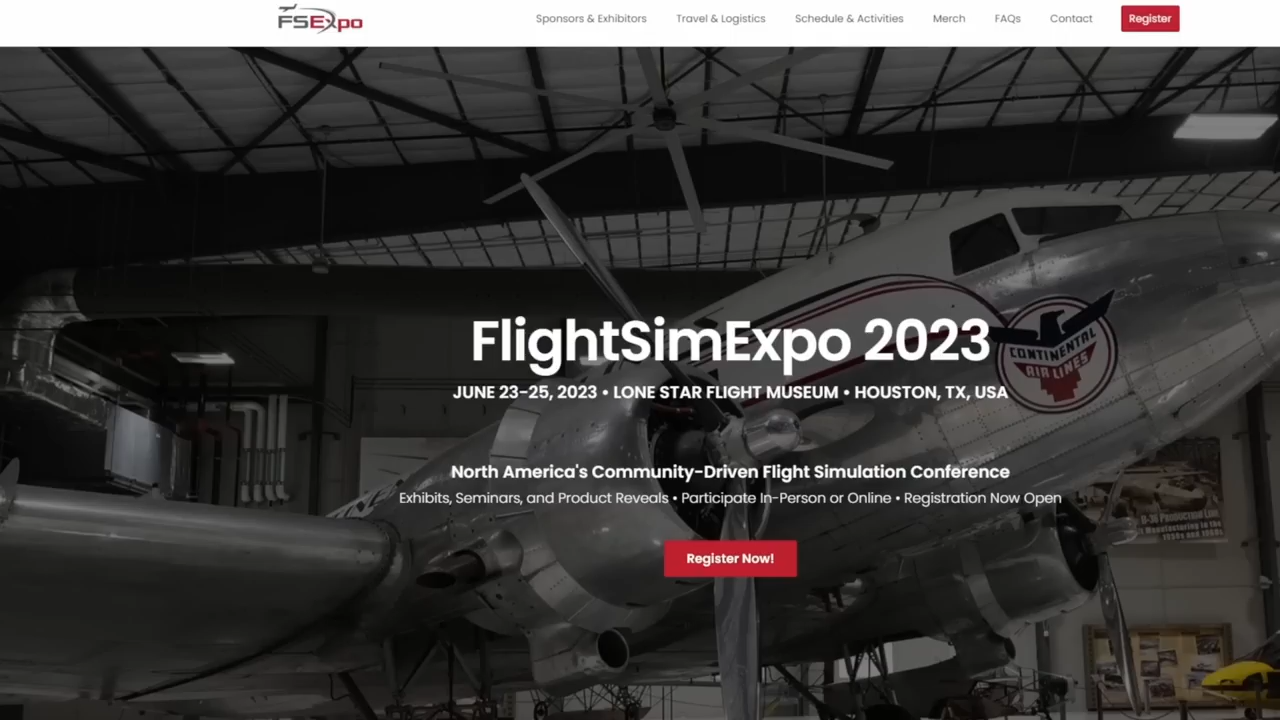 FSExpo
Sponsors & Exhibitors Travel & Logistics Schedule & Activities Merch FAQs Contact Register
FlightSimExpo 2023
CONTINENTAL
AIR LINES
JUNE 23-25, 2023 • LONE STAR FLIGHT MUSEUM • HOUSTON, TX, USA
North America's Community-Driven Flight Simulation Conference
Exhibits, Seminars, and Product Reveals • Participate In-Person or Online • Registration Now Open
Register Now!